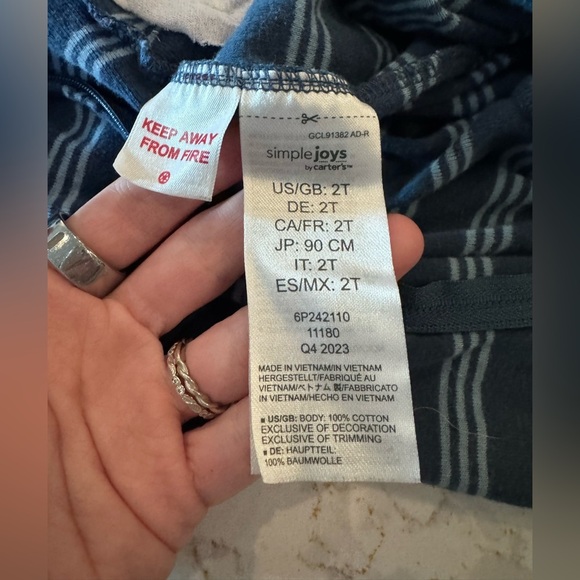 KEEP AWAY
FROM FIRE
GCL91382 AD-R
simple joys
by carter's™
US/GB: 2T
DE: 2T
CA/FR: 2T
JP: 90 CM
IT: 2T
ES/MX: 2T
6P242110
11180
Q4 2023
MADE IN VIETNAM/IN VIETNAM
HERGESTELLT/FABRIQUÉ AU
VIETNAM/ベトナム 製/FABBRICATO
IN VIETNAM/HECHO EN VIETNAM
■ US/GB: BODY: 100% COTTON
EXCLUSIVE OF DECORATION
EXCLUSIVE OF TRIMMING
■ DE: HAUPTTEIL:
100% BAUMWOLLE